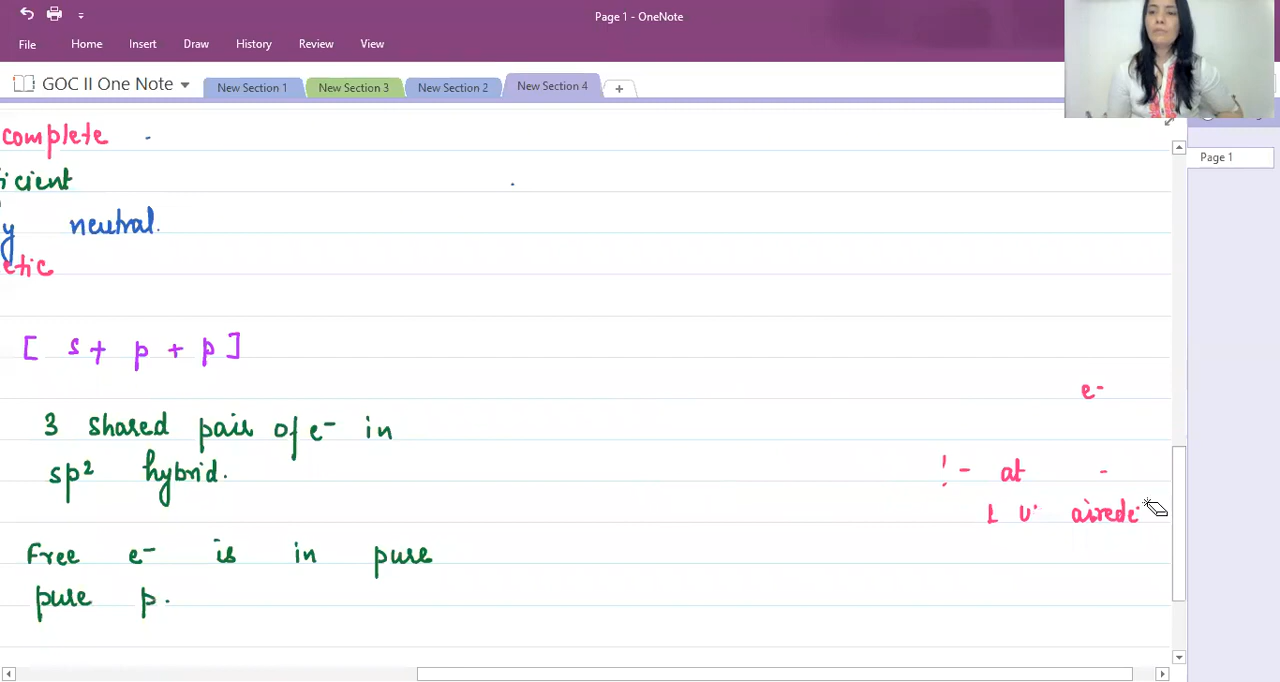 Page 1 - OneNote
File Home Insert Draw History Review View
GOC II One Note New Section 1 New Section 3 New Section 2 New Section 4 +
Page 1
complete
icient
y neutral.
etic
[ s + p + p ]
e-
3 shared pair of e- in
sp² hybrid.
at
Free e- is in pure
pure p.